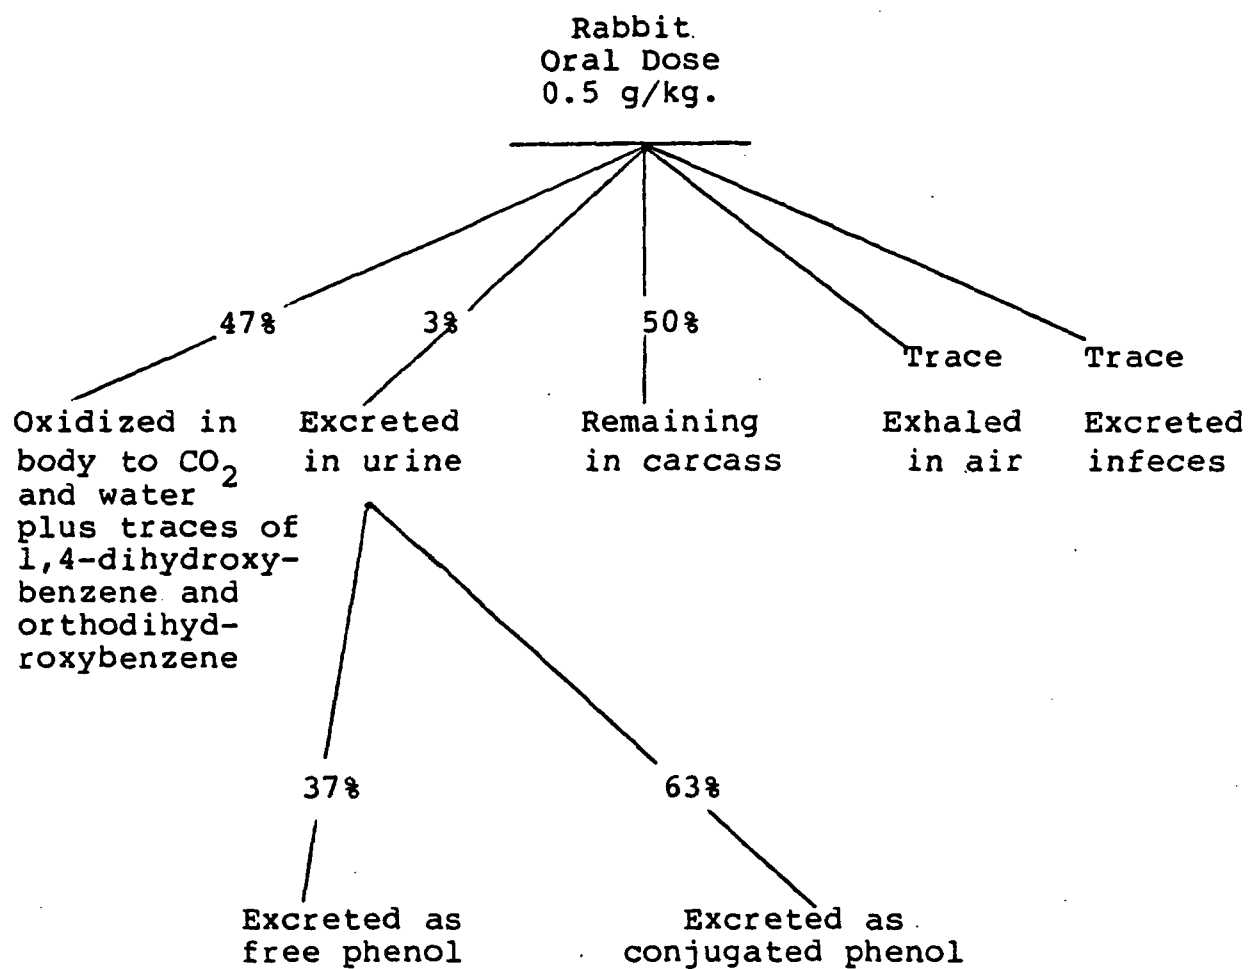 Rabbit
Oral Dose
0.5 g/kg.
47%
3%
50%
Trace
Trace
Oxidized in
body to CO2
and water
plus traces of
1,4-dihydroxy-
benzene and
orthodihyd-
roxybenzene
Excreted
in urine
Remaining
in carcass
Exhaled
in air
Excreted
infeces
37%
63%
Excreted as
free phenol
Excreted as
conjugated phenol